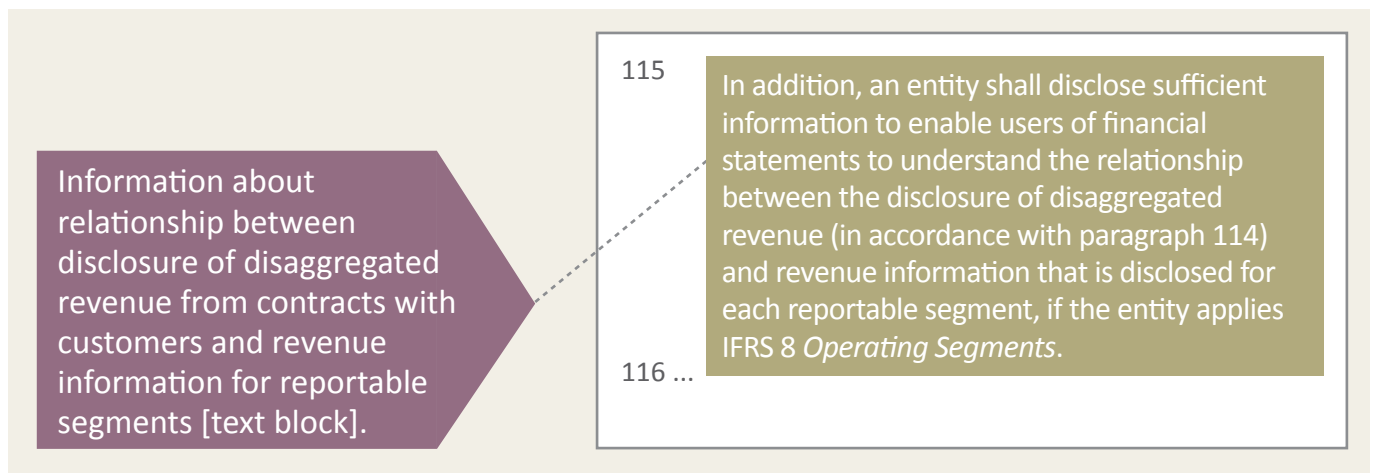 Information about
relationship between
disclosure of disaggregated
revenue from contracts with
customers and revenue
information for reportable
segments [text block].
115
In addition, an entity shall disclose sufficient
information to enable users of financial
statements to understand the relationship
between the disclosure of disaggregated
revenue (in accordance with paragraph 114)
and revenue information that is disclosed for
each reportable segment, if the entity applies
IFRS 8 Operating Segments.
116 ...